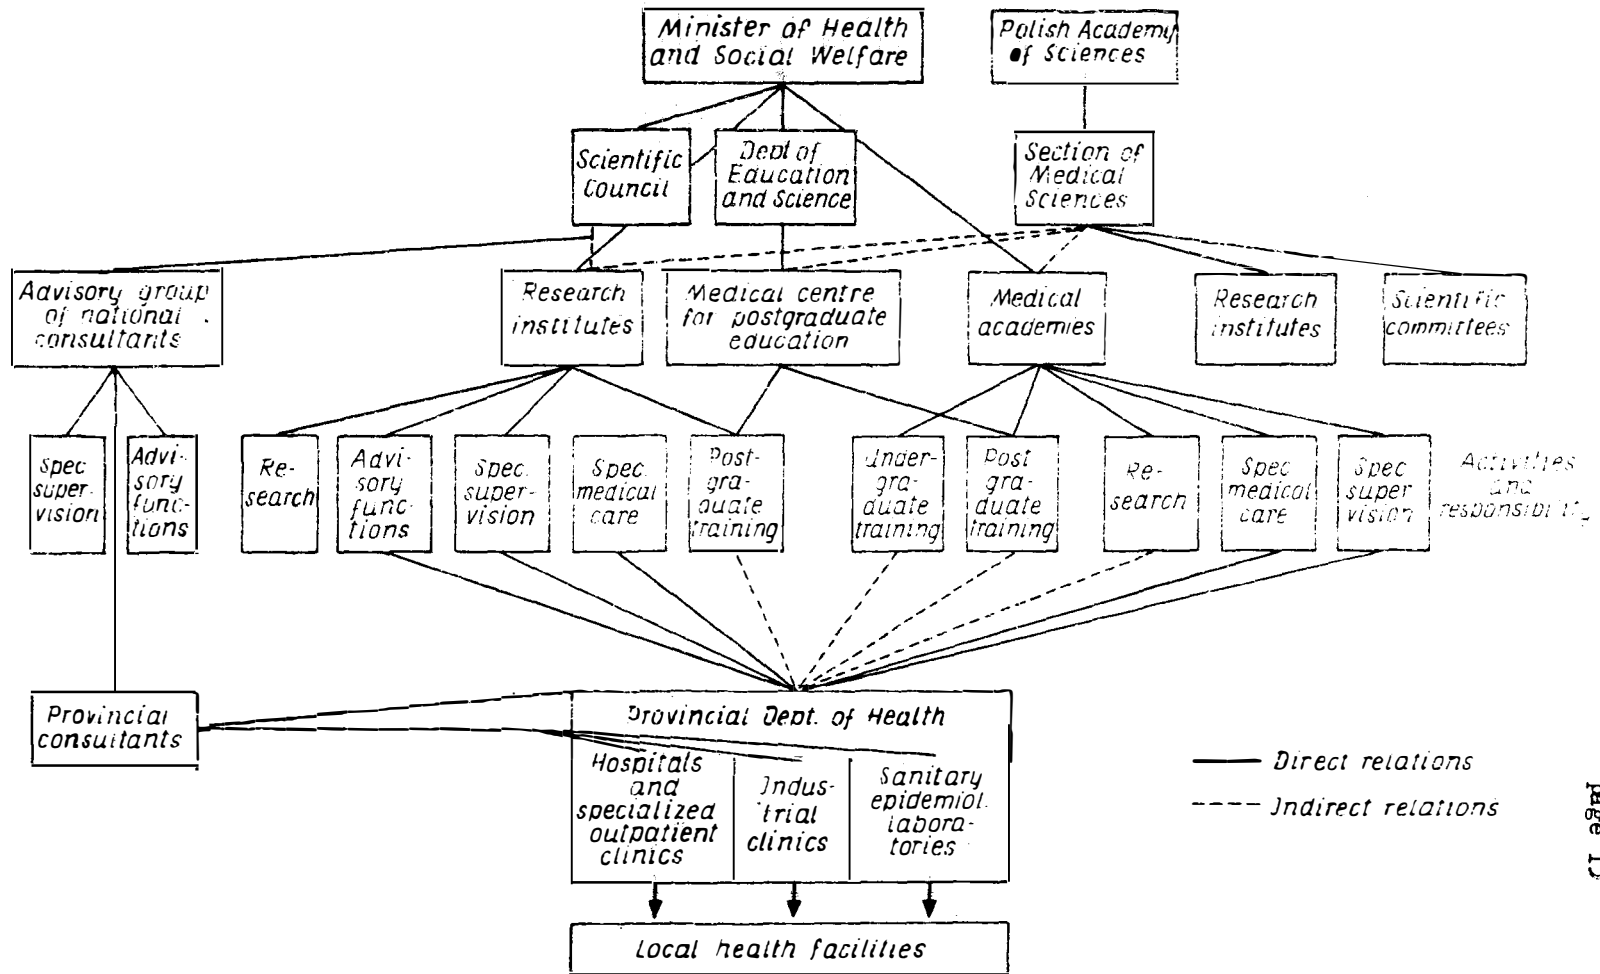 Minister of Health
and Social Welfare
Polish Academy
of Sciences
Scientific
Council
Dept of
Education
and Science
Section of
Medical
Sciences
Advisory group
of national
consultants
Research
institutes
Medical centre
for postgraduate
education
Medical
academies
Research
institutes
Scientific
committees
Spec
super-
vision
Advi-
sory
func-
tions
Re-
search
Advi-
sory
func-
tions
Spec.
super-
vision
Spec.
medical
care
Post-
gra-
duate
training
Under-
gra-
duate
training
Post
gra-
duate
training
Re-
search
Spec
medical
care
Spec
super
vision
Activities
and
responsibility
Provincial
consultants
Provincial Dept. of Health
Hospitals
and
specialized
outpatient
clinics
Indus-
trial
clinics
Sanitary
epidemiol.
labora-
tories
Direct relations
Indirect relations
Local health facilities
page